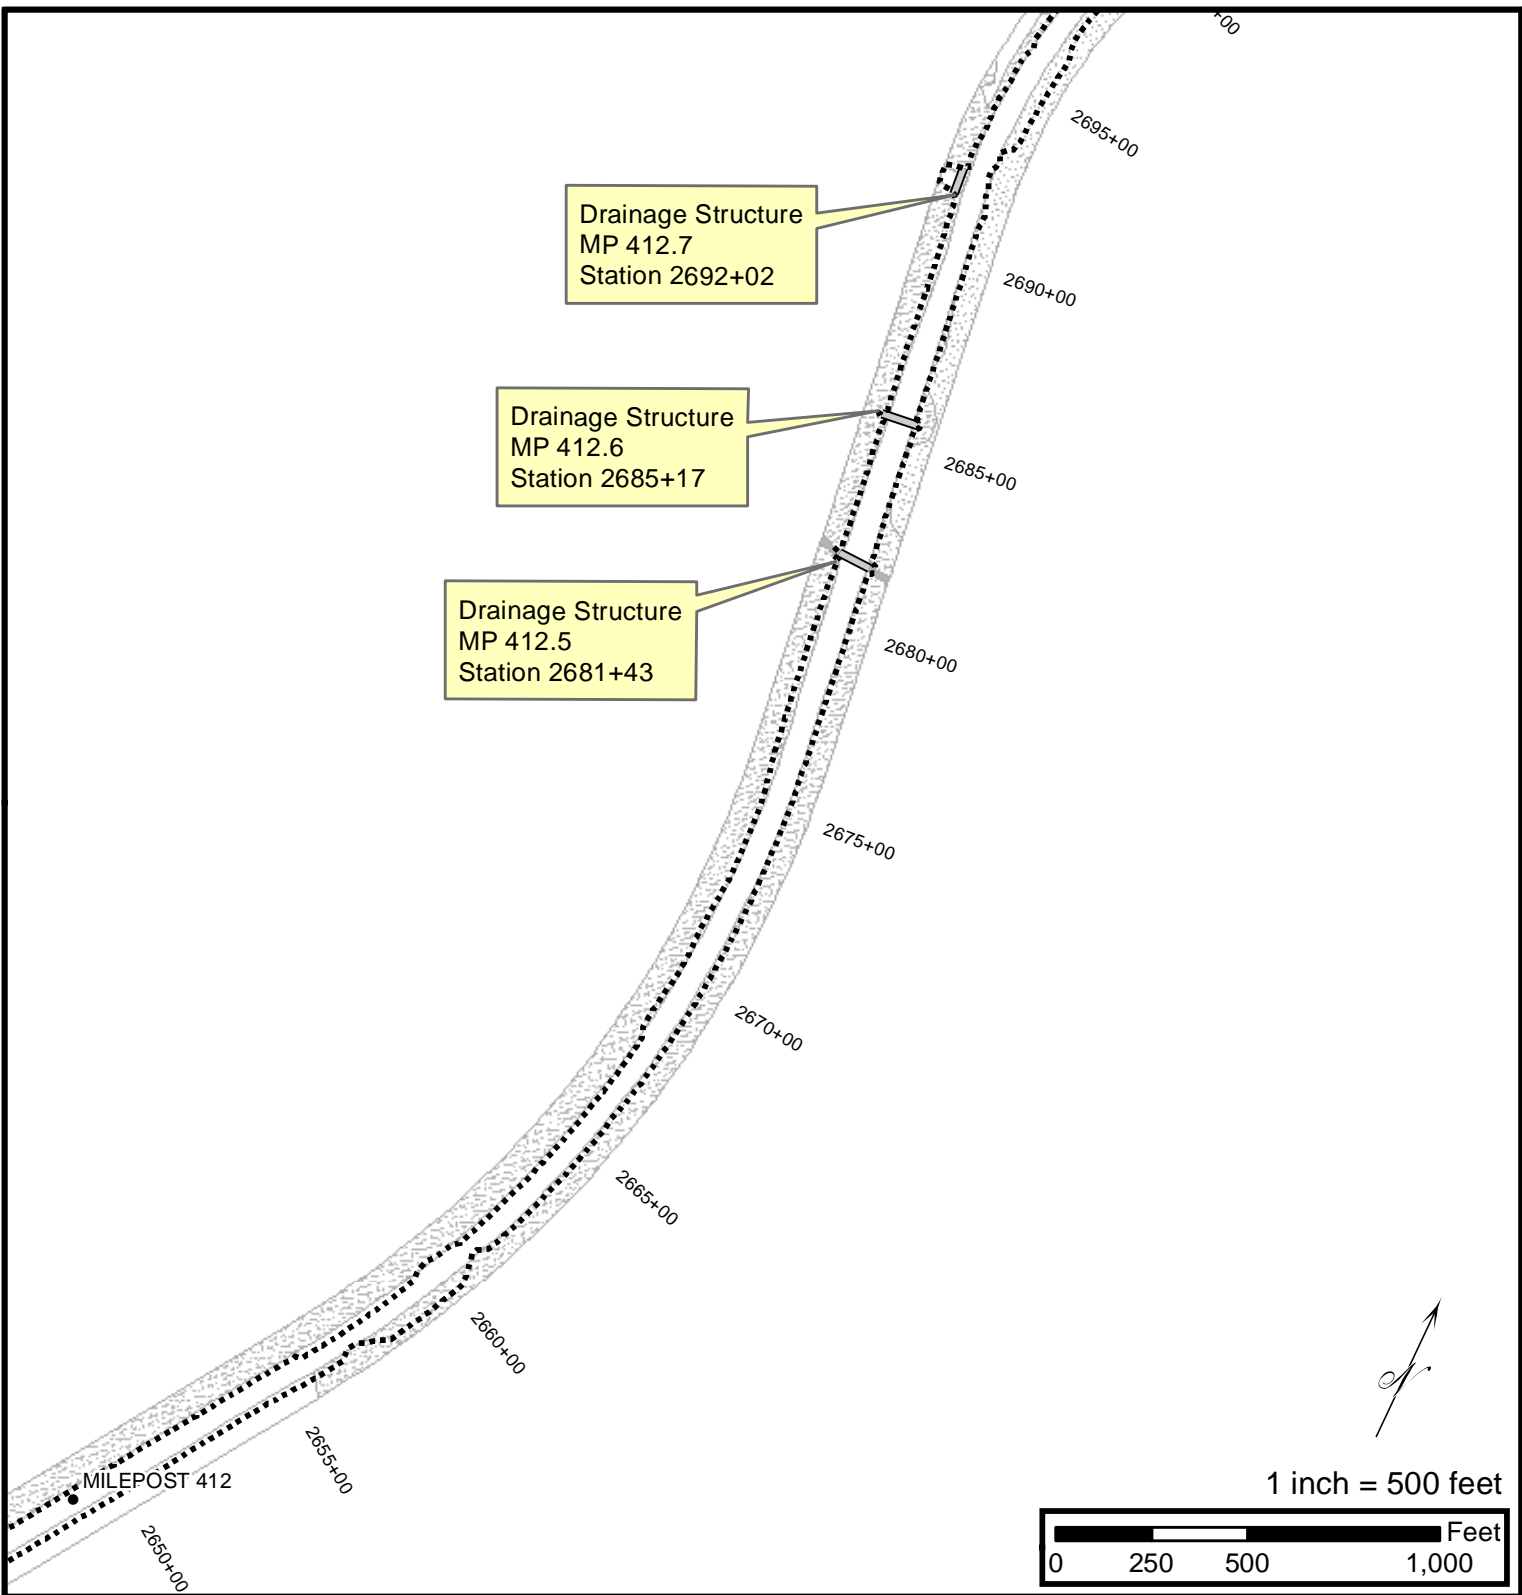 +00
2695+00
Drainage Structure
MP 412.7
Station 2692+02
2690+00
Drainage Structure
MP 412.6
Station 2685+17
2685+00
Drainage Structure
MP 412.5
Station 2681+43
2680+00
2675+00
2670+00
2665+00
2660+00
2655+00
MILEPOST 412
2650+00
N
1 inch = 500 feet
Feet
0 250 500 1,000